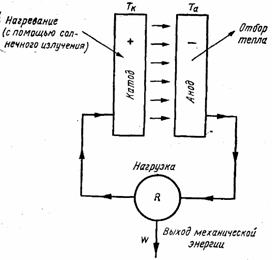 Tк Tа
Нагревание
(с помощью сол-
нечного излучения)
+
Катод
−
Анод
Отбор
тепла
Нагрузка
R
W
Выход механической
энергии